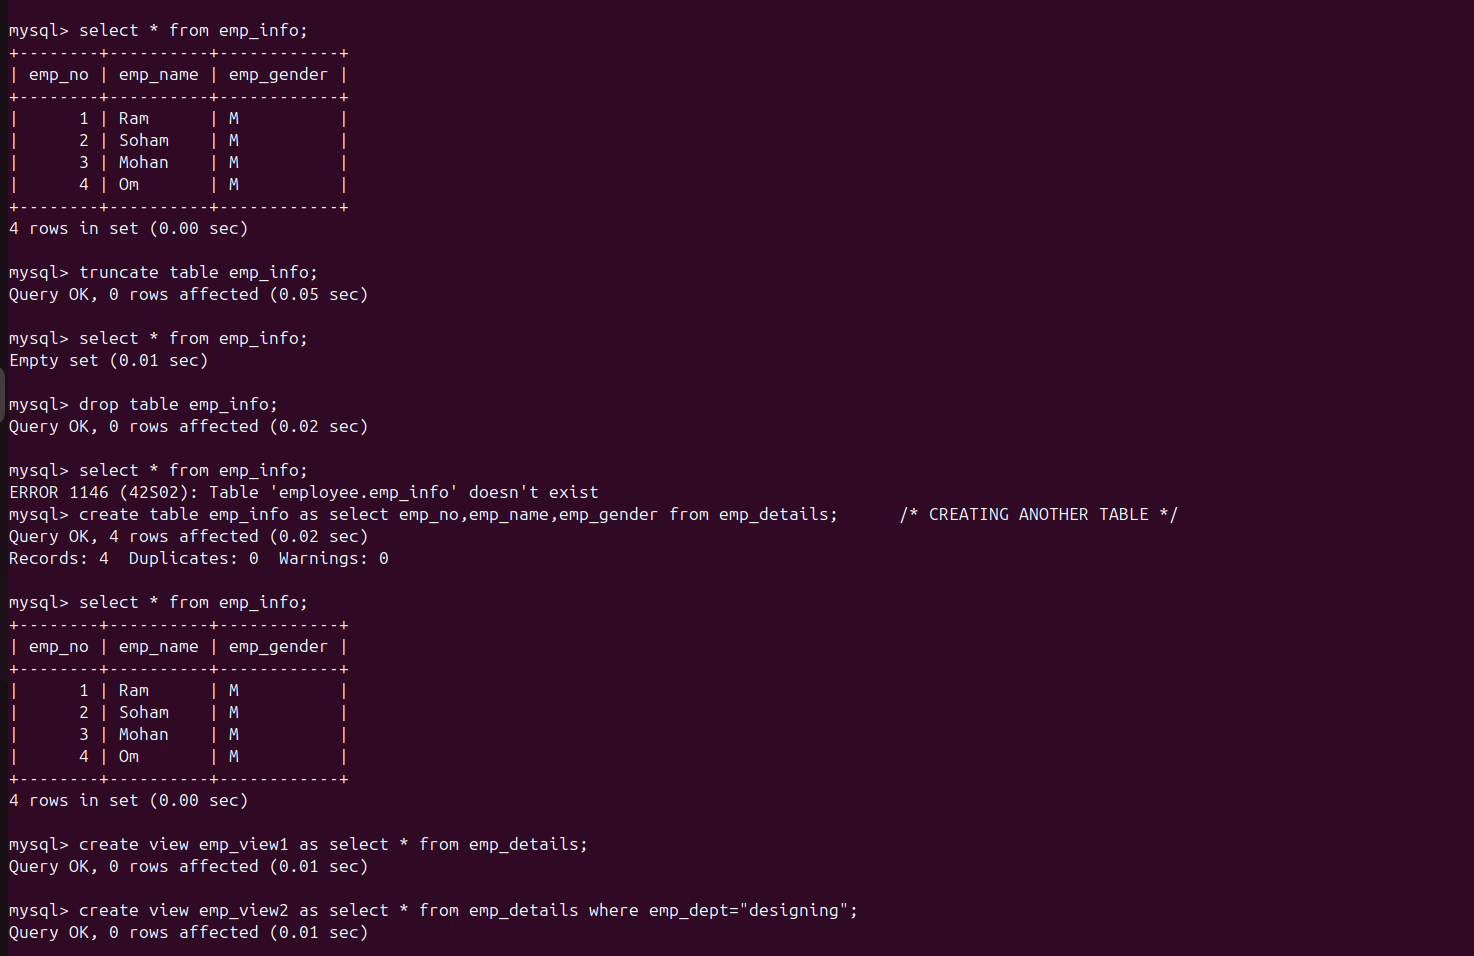 mysql> select * from emp_info;
+--------+----------+------------+
| emp_no | emp_name | emp_gender |
+--------+----------+------------+
|      1 | Ram      | M          |
|      2 | Soham    | M          |
|      3 | Mohan    | M          |
|      4 | Om       | M          |
+--------+----------+------------+
4 rows in set (0.00 sec)

mysql> truncate table emp_info;
Query OK, 0 rows affected (0.05 sec)

mysql> select * from emp_info;
Empty set (0.01 sec)

mysql> drop table emp_info;
Query OK, 0 rows affected (0.02 sec)

mysql> select * from emp_info;
ERROR 1146 (42S02): Table 'employee.emp_info' doesn't exist
mysql> create table emp_info as select emp_no,emp_name,emp_gender from emp_details;      /* CREATING ANOTHER TABLE */
Query OK, 4 rows affected (0.02 sec)
Records: 4  Duplicates: 0  Warnings: 0

mysql> select * from emp_info;
+--------+----------+------------+
| emp_no | emp_name | emp_gender |
+--------+----------+------------+
|      1 | Ram      | M          |
|      2 | Soham    | M          |
|      3 | Mohan    | M          |
|      4 | Om       | M          |
+--------+----------+------------+
4 rows in set (0.00 sec)

mysql> create view emp_view1 as select * from emp_details;
Query OK, 0 rows affected (0.01 sec)

mysql> create view emp_view2 as select * from emp_details where emp_dept="designing";
Query OK, 0 rows affected (0.01 sec)